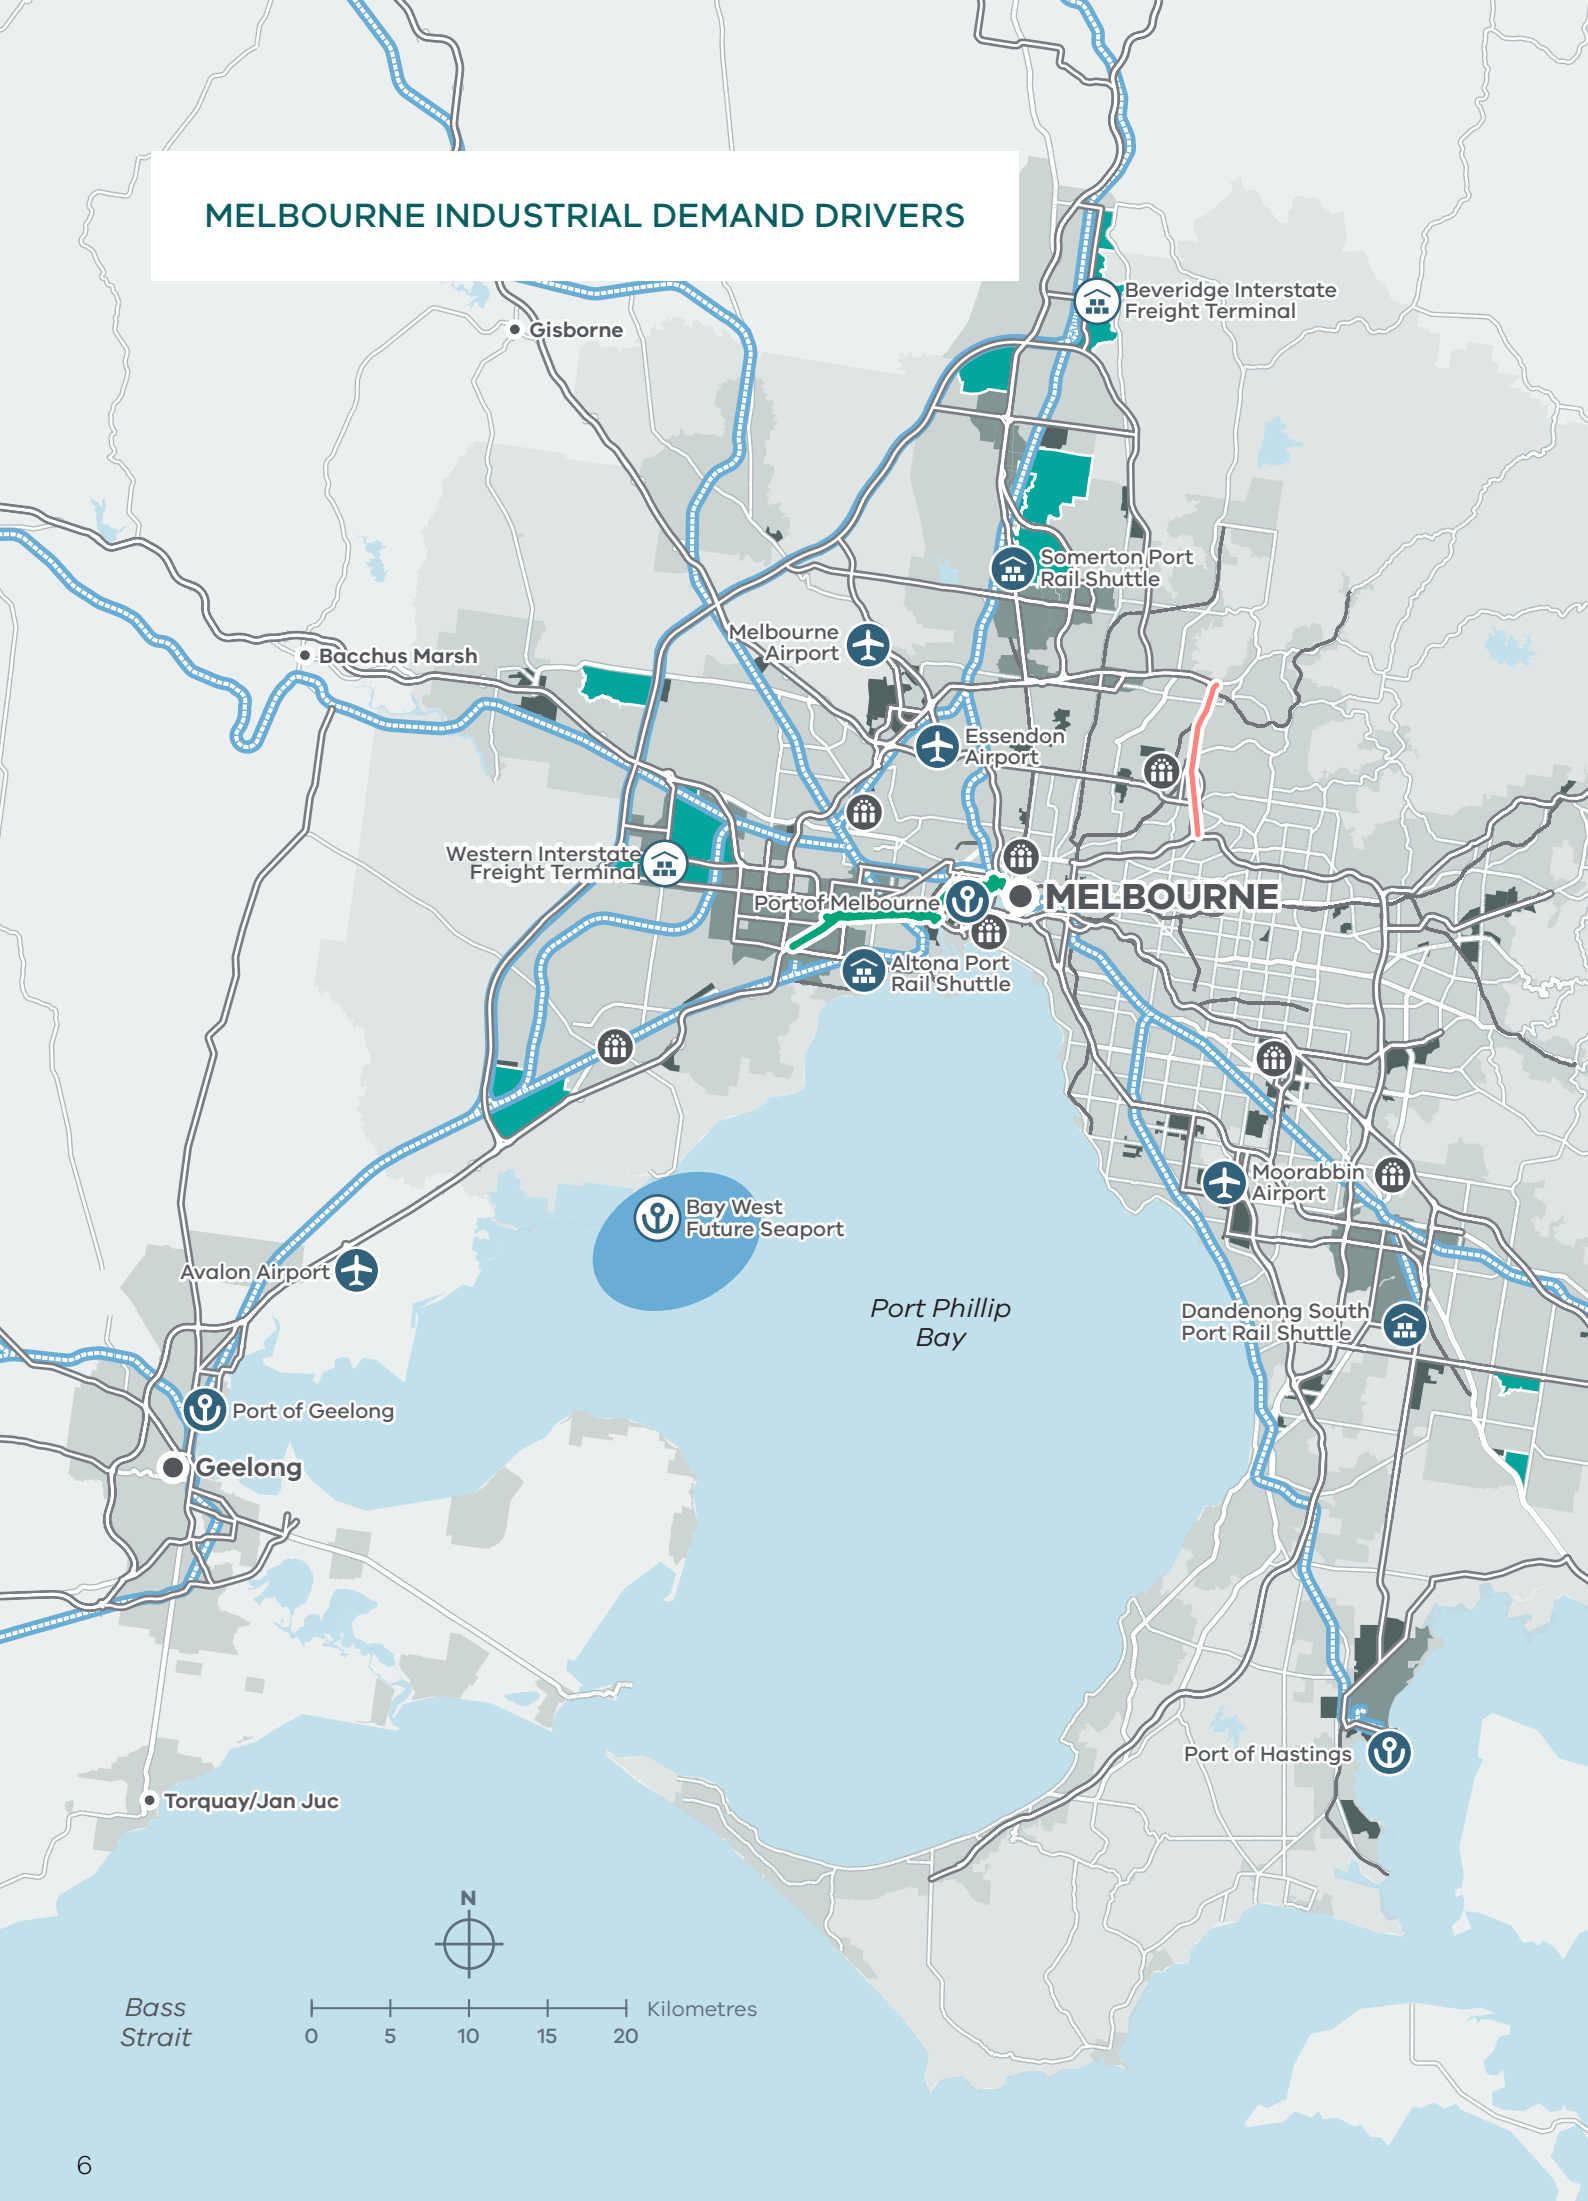 MELBOURNE INDUSTRIAL DEMAND DRIVERS
Beveridge Interstate
Freight Terminal
Gisborne
Somerton Port
Rail Shuttle
Melbourne
Airport
Bacchus Marsh
Essendon
Airport
Western Interstate
Freight Terminal
Port of Melbourne
MELBOURNE
Altona Port
Rail Shuttle
Moorabbin
Airport
Bay West
Future Seaport
Avalon Airport
Port Phillip
Bay
Dandenong South
Port Rail Shuttle
Port of Geelong
Geelong
Port of Hastings
Torquay/Jan Juc
N
Bass
Strait
Kilometres
0 5 10 15 20
6